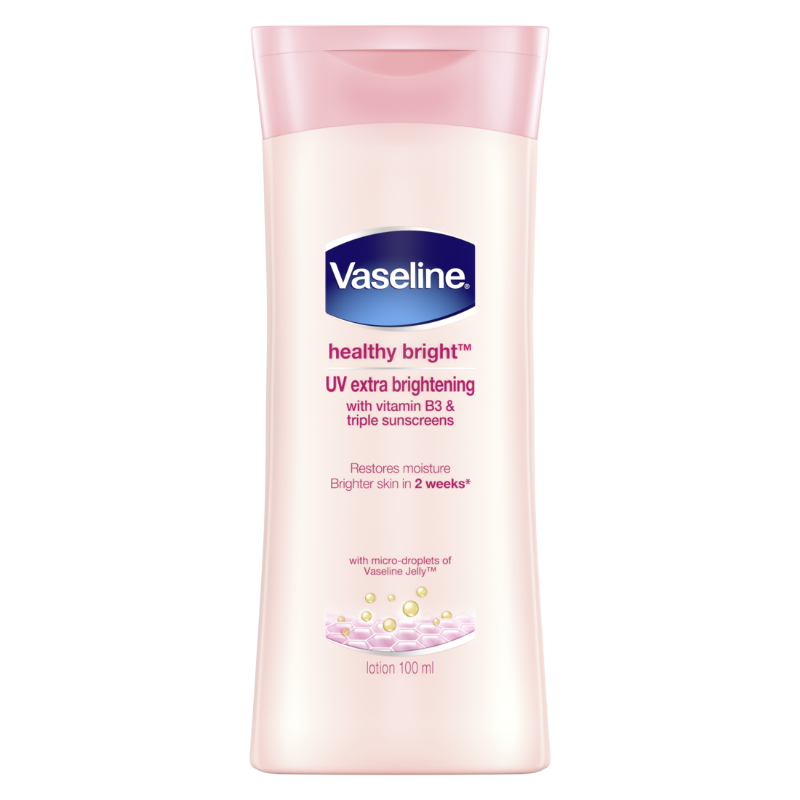 Vaseline®
healthy bright™
UV extra brightening
with vitamin B3 &
triple sunscreens
Restores moisture
Brighter skin in 2 weeks*
with micro-droplets of
Vaseline Jelly™
lotion 100 ml